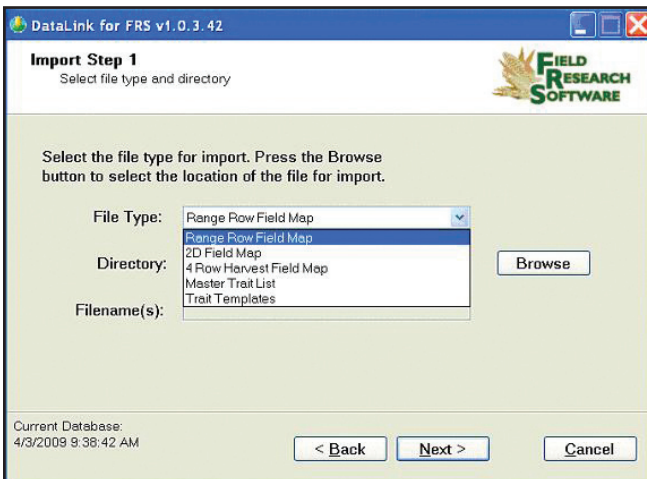 DataLink for FRS v1.0.3.42
Import Step 1
Select file type and directory
FIELD
RESEARCH
SOFTWARE
Select the file type for import. Press the Browse
button to select the location of the file for import.
File Type:
Range Row Field Map
Range Row Field Map
2D Field Map
4 Row Harvest Field Map
Master Trait List
Trait Templates
Directory:
Browse
Filename(s):
Current Database:
4/3/2009 9:38:42 AM
< Back
Next >
Cancel